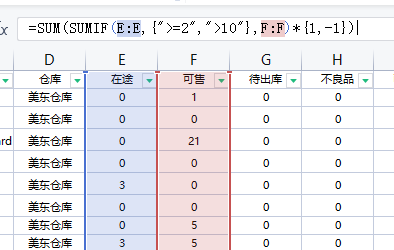 =SUM(SUMIF(E:E,{">=2",">10"},F:F)*{1,-1})
D E F G H
仓库 在途 可售 待出库 不良品
美东仓库 0 1 0 0
美东仓库 0 0 0 0
ard 美东仓库 0 21 0 0
美东仓库 0 0 0 0
美东仓库 3 0 0 0
美东仓库 0 0 0 0
美东仓库 0 5 0 0
美东仓库 3 5 0 0